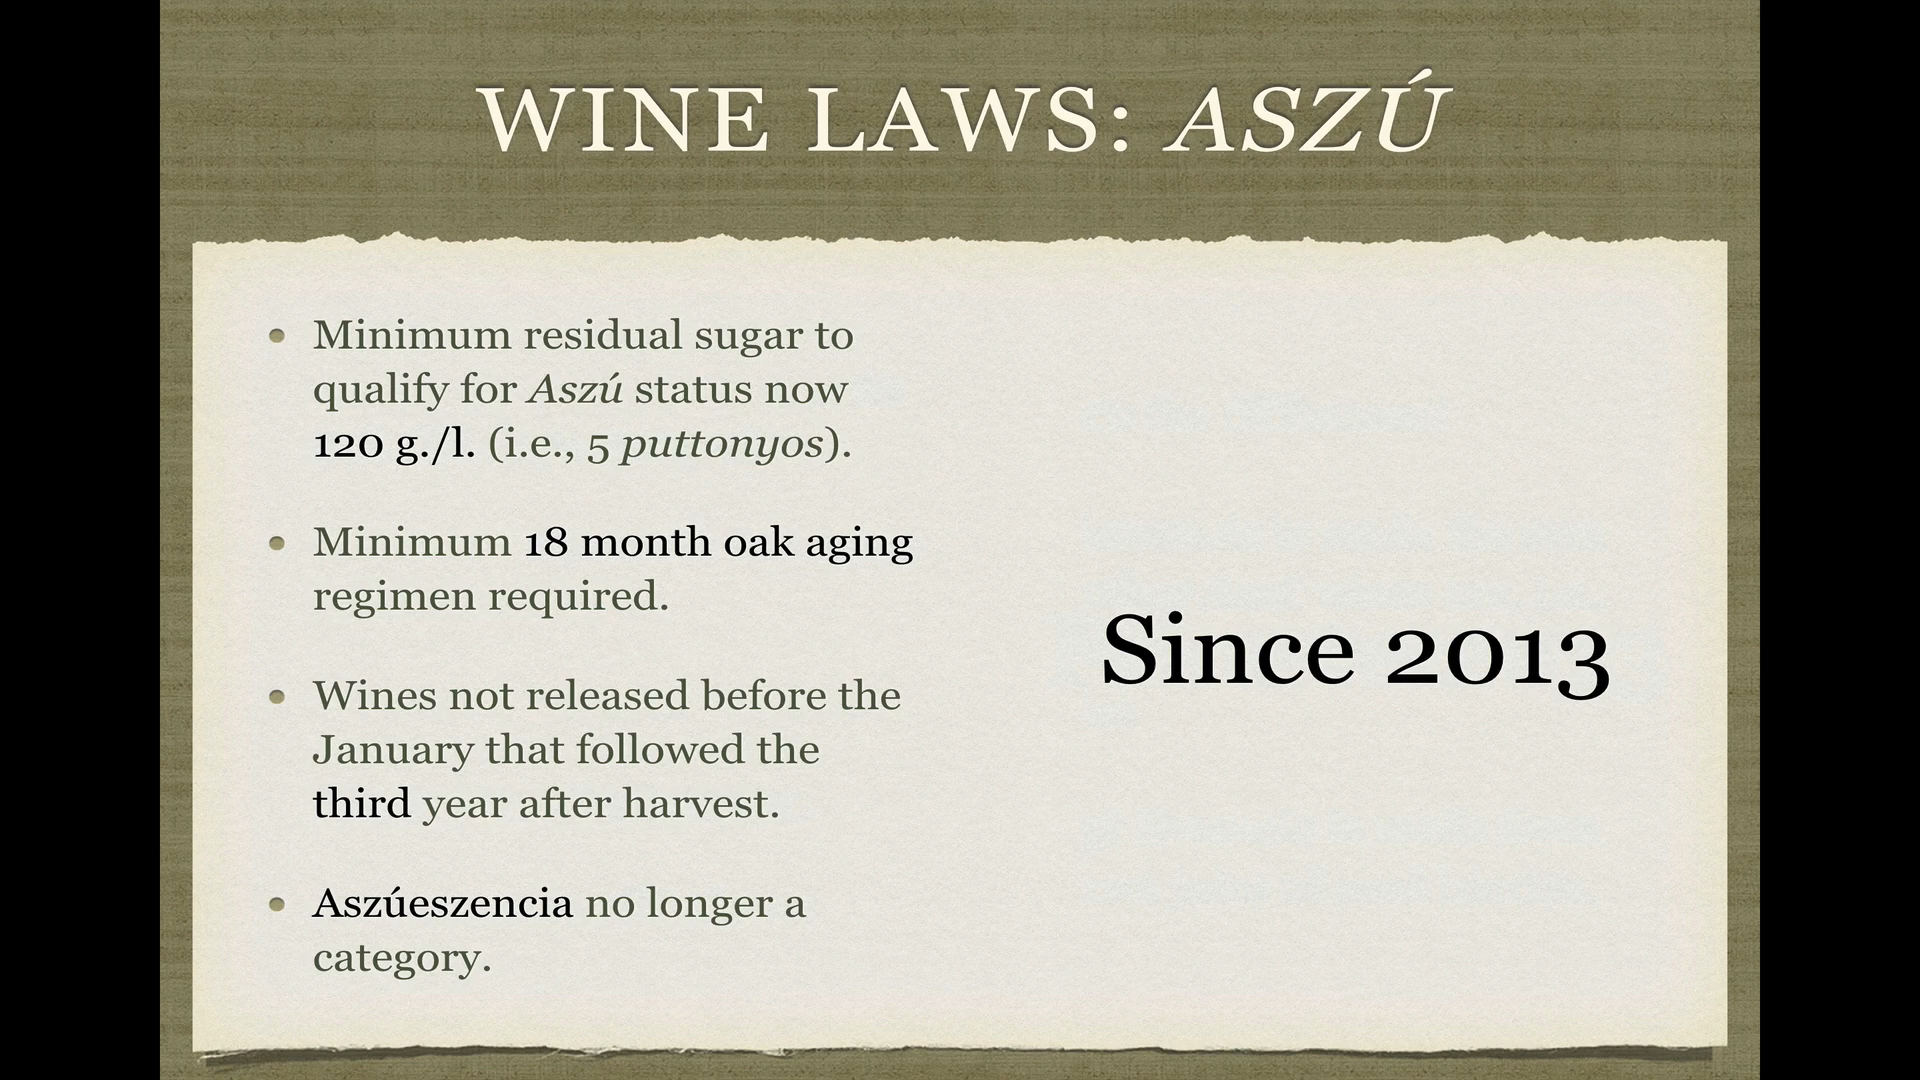 WINE LAWS: ASZÚ
Minimum residual sugar to
qualify for Aszú status now
120 g./l. (i.e., 5 puttonyos).
Minimum 18 month oak aging
regimen required.
Wines not released before the
January that followed the
third year after harvest.
Aszúeszencia no longer a
category.
Since 2013